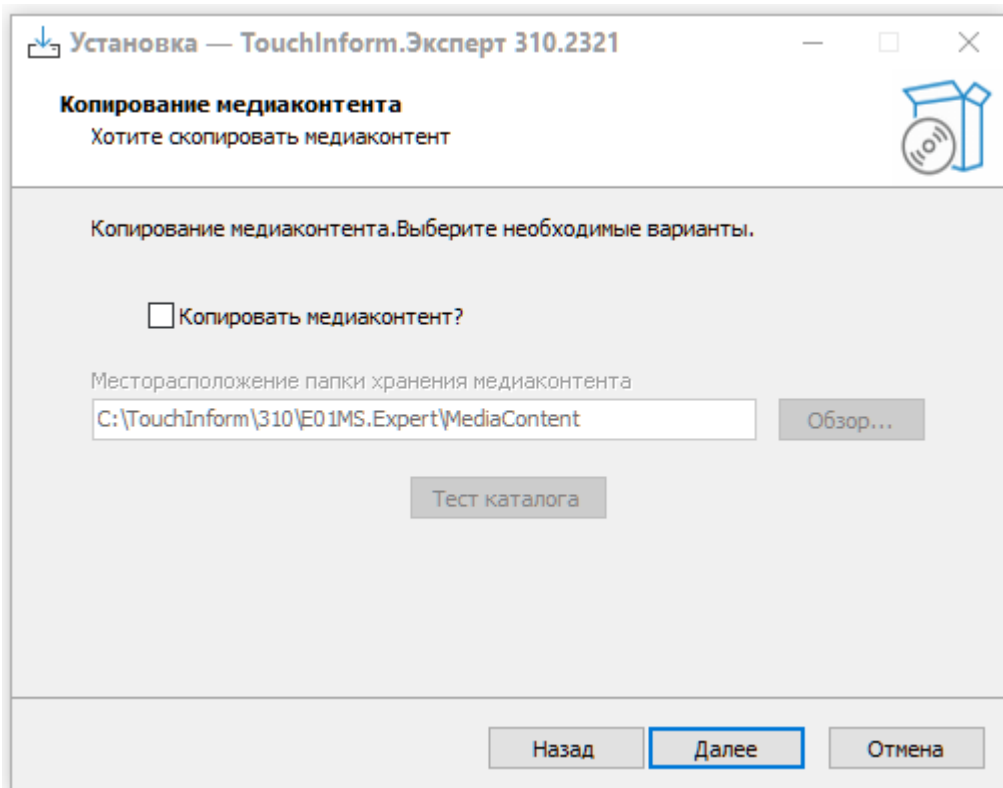 Установка — TouchInform.Эксперт 310.2321
Копирование медиаконтента
Хотите скопировать медиаконтент
Копирование медиаконтента.Выберите необходимые варианты.
Копировать медиаконтент?
Месторасположение папки хранения медиаконтента
C:\TouchInform\310\E01MS.Expert\MediaContent
Обзор...
Тест каталога
Назад
Далее
Отмена